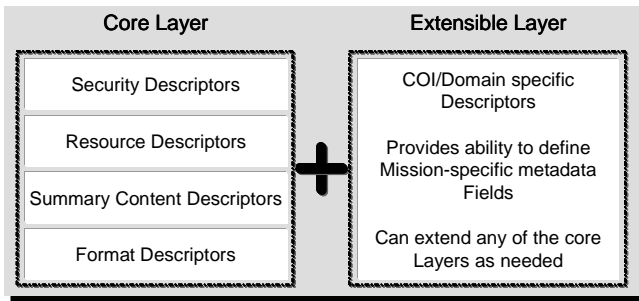 Core Layer
Security Descriptors
Resource Descriptors
Summary Content Descriptors
Format Descriptors
Extensible Layer
COI/Domain specific
Descriptors
Provides ability to define
Mission-specific metadata
Fields
Can extend any of the core
Layers as needed